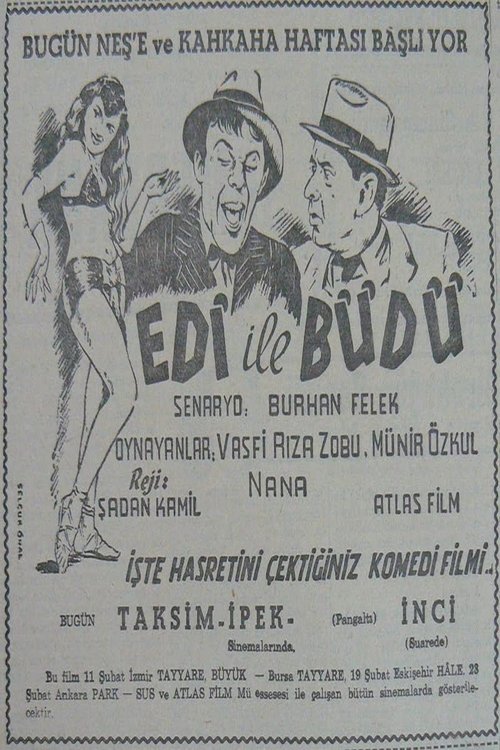 BUGÜN NEŞ'E ve KAHKAHA HAFTASI BAŞLIYOR
EDİ ile BÜDÜ
SENARYO: BURHAN FELEK
OYNAYANLAR; VASFİ RIZA ZOBU. MÜNİR ÖZKUL
Reji: NANA
ŞADAN KAMİL
ATLAS FİLM
SELÇUK ÖNAL
İŞTE HASRETİNİ ÇEKTİĞİNİZ KOMEDİ FİLMİ..
BUGÜN TAKSİM-İPEK- (Pangaltı) İNCİ
Sinemalarında. (Suarede)
Bu film 11 Şubat İzmir TAYYARE, BÜYÜK — Bursa TAYYARE, 19 Şubat Eskişehir HÂLE. 23
Şubat Ankara PARK — SUS ve ATLAS FİLM Mü essesesi ile çalışan bütün sinemalarda gösterile-
cektir.